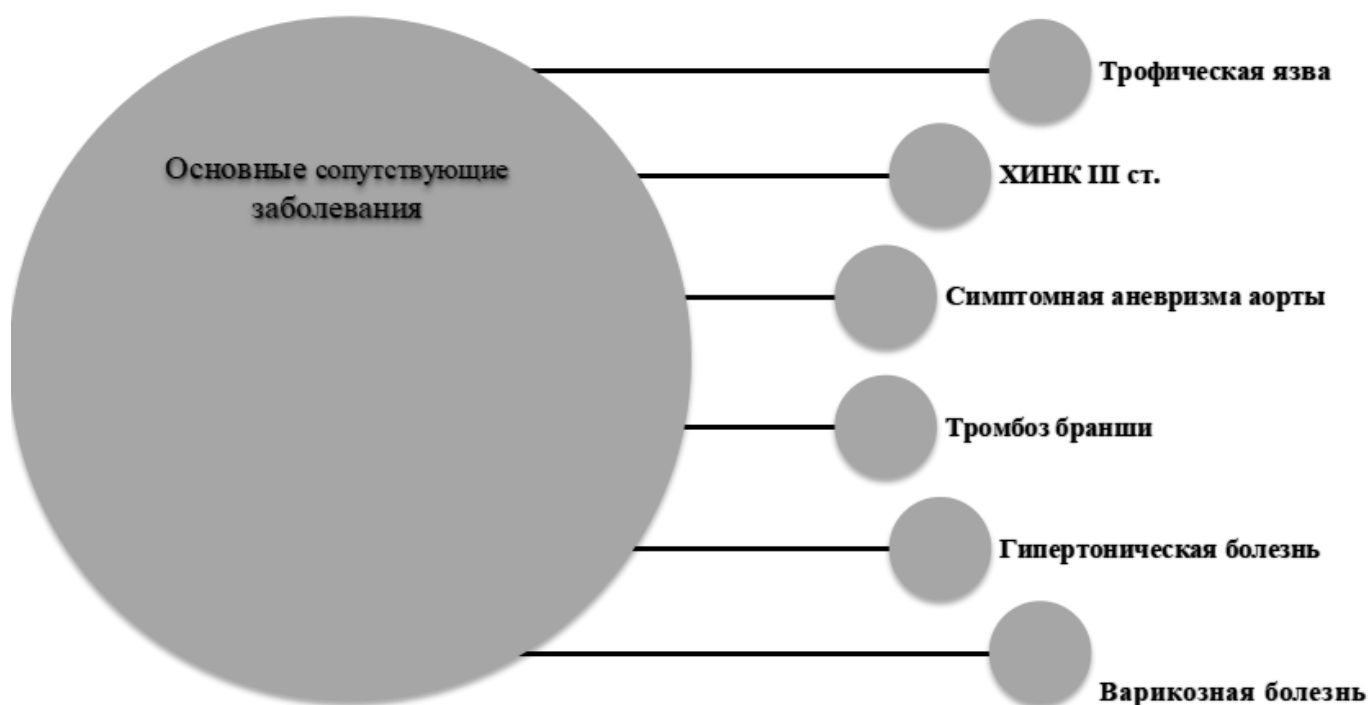 Основные сопутствующие
заболевания
Трофическая язва
ХИНК III ст.
Симптомная аневризма аорты
Тромбоз бранши
Гипертоническая болезнь
Варикозная болезнь